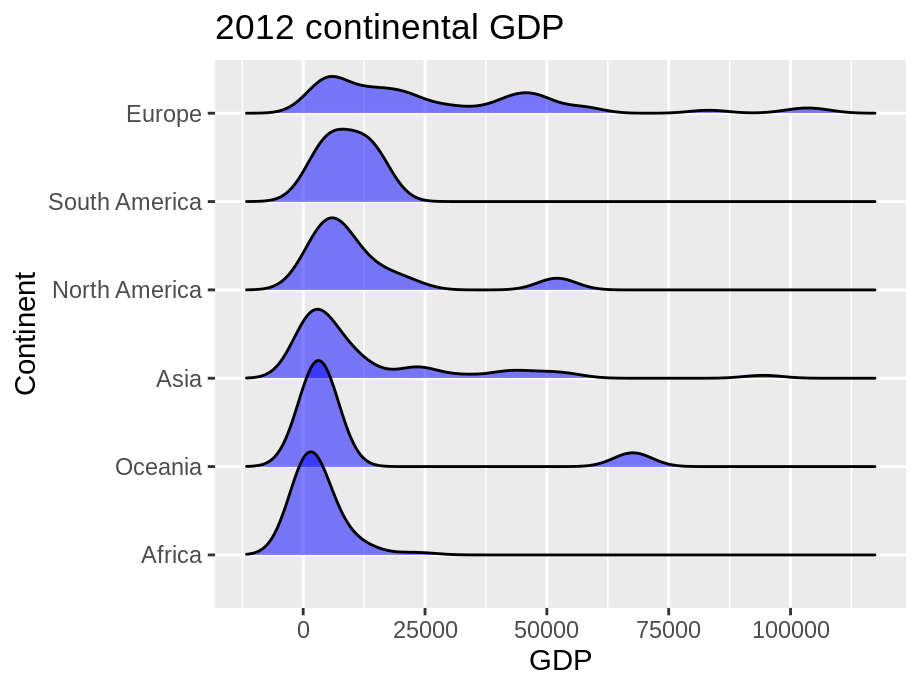 2012 continental GDP
Continent
Europe
South America
North America
Asia
Oceania
Africa
0 25000 50000 75000 100000
GDP